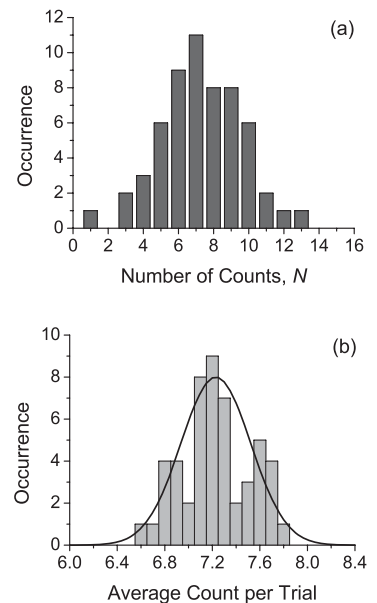 (a)
12
10
8
6
4
2
0
Occurrence
0 2 4 6 8 10 12 14 16
Number of Counts, N
(b)
10
8
6
4
2
0
Occurrence
6.0 6.8 7.2 7.6 8.0 8.4
Average Count per Trial